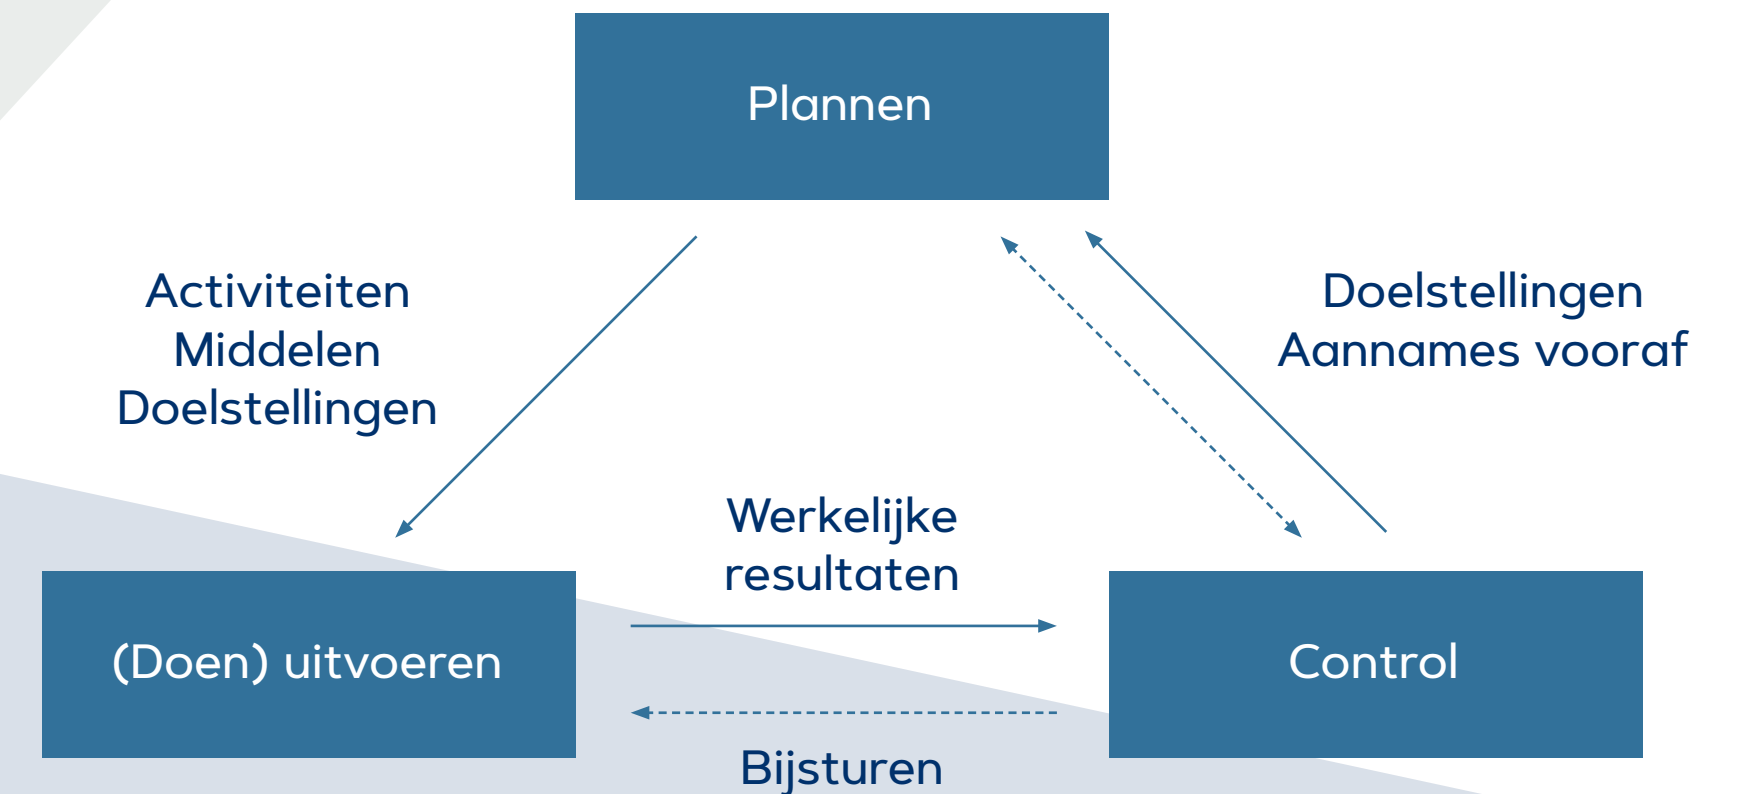 Plannen
Activiteiten
Middelen
Doelstellingen
Doelstellingen
Aannames vooraf
Werkelijke
resultaten
(Doen) uitvoeren
Control
Bijsturen